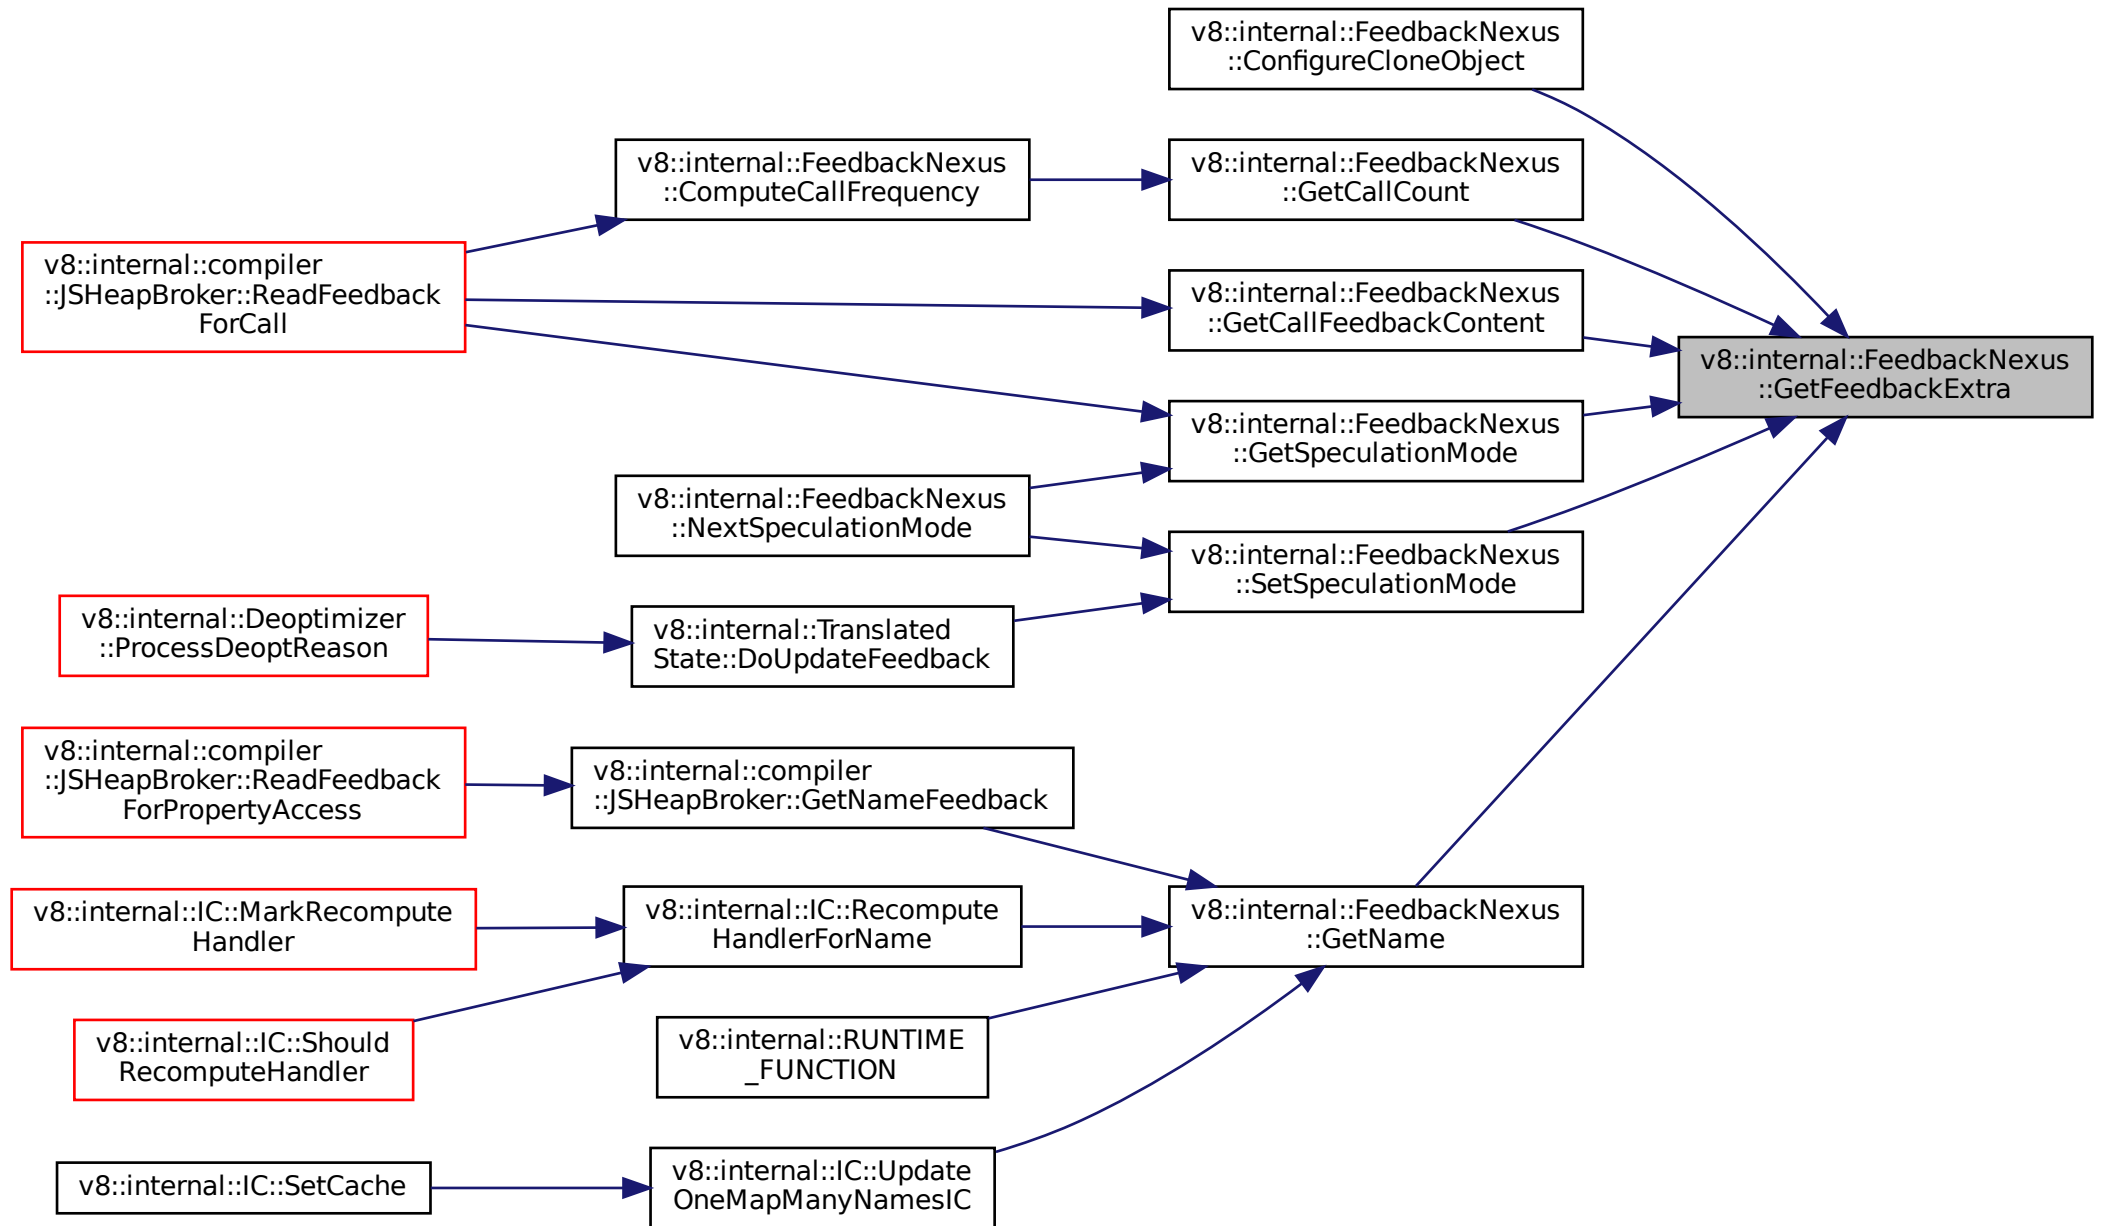 v8::internal::FeedbackNexus
::ConfigureCloneObject
v8::internal::FeedbackNexus
::ComputeCallFrequency
v8::internal::FeedbackNexus
::GetCallCount
v8::internal::compiler
::JSHeapBroker::ReadFeedback
ForCall
v8::internal::FeedbackNexus
::GetCallFeedbackContent
v8::internal::FeedbackNexus
::GetFeedbackExtra
v8::internal::FeedbackNexus
::GetSpeculationMode
v8::internal::FeedbackNexus
::NextSpeculationMode
v8::internal::FeedbackNexus
::SetSpeculationMode
v8::internal::Deoptimizer
::ProcessDeoptReason
v8::internal::Translated
State::DoUpdateFeedback
v8::internal::compiler
::JSHeapBroker::ReadFeedback
ForPropertyAccess
v8::internal::compiler
::JSHeapBroker::GetNameFeedback
v8::internal::IC::MarkRecompute
Handler
v8::internal::IC::Recompute
HandlerForName
v8::internal::FeedbackNexus
::GetName
v8::internal::IC::Should
RecomputeHandler
v8::internal::RUNTIME
_FUNCTION
v8::internal::IC::SetCache
v8::internal::IC::Update
OneMapManyNamesIC